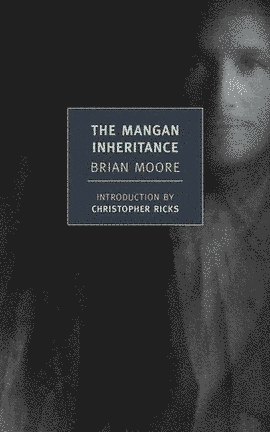 THE MANGAN
INHERITANCE
BRIAN MOORE
INTRODUCTION BY
CHRISTOPHER RICKS